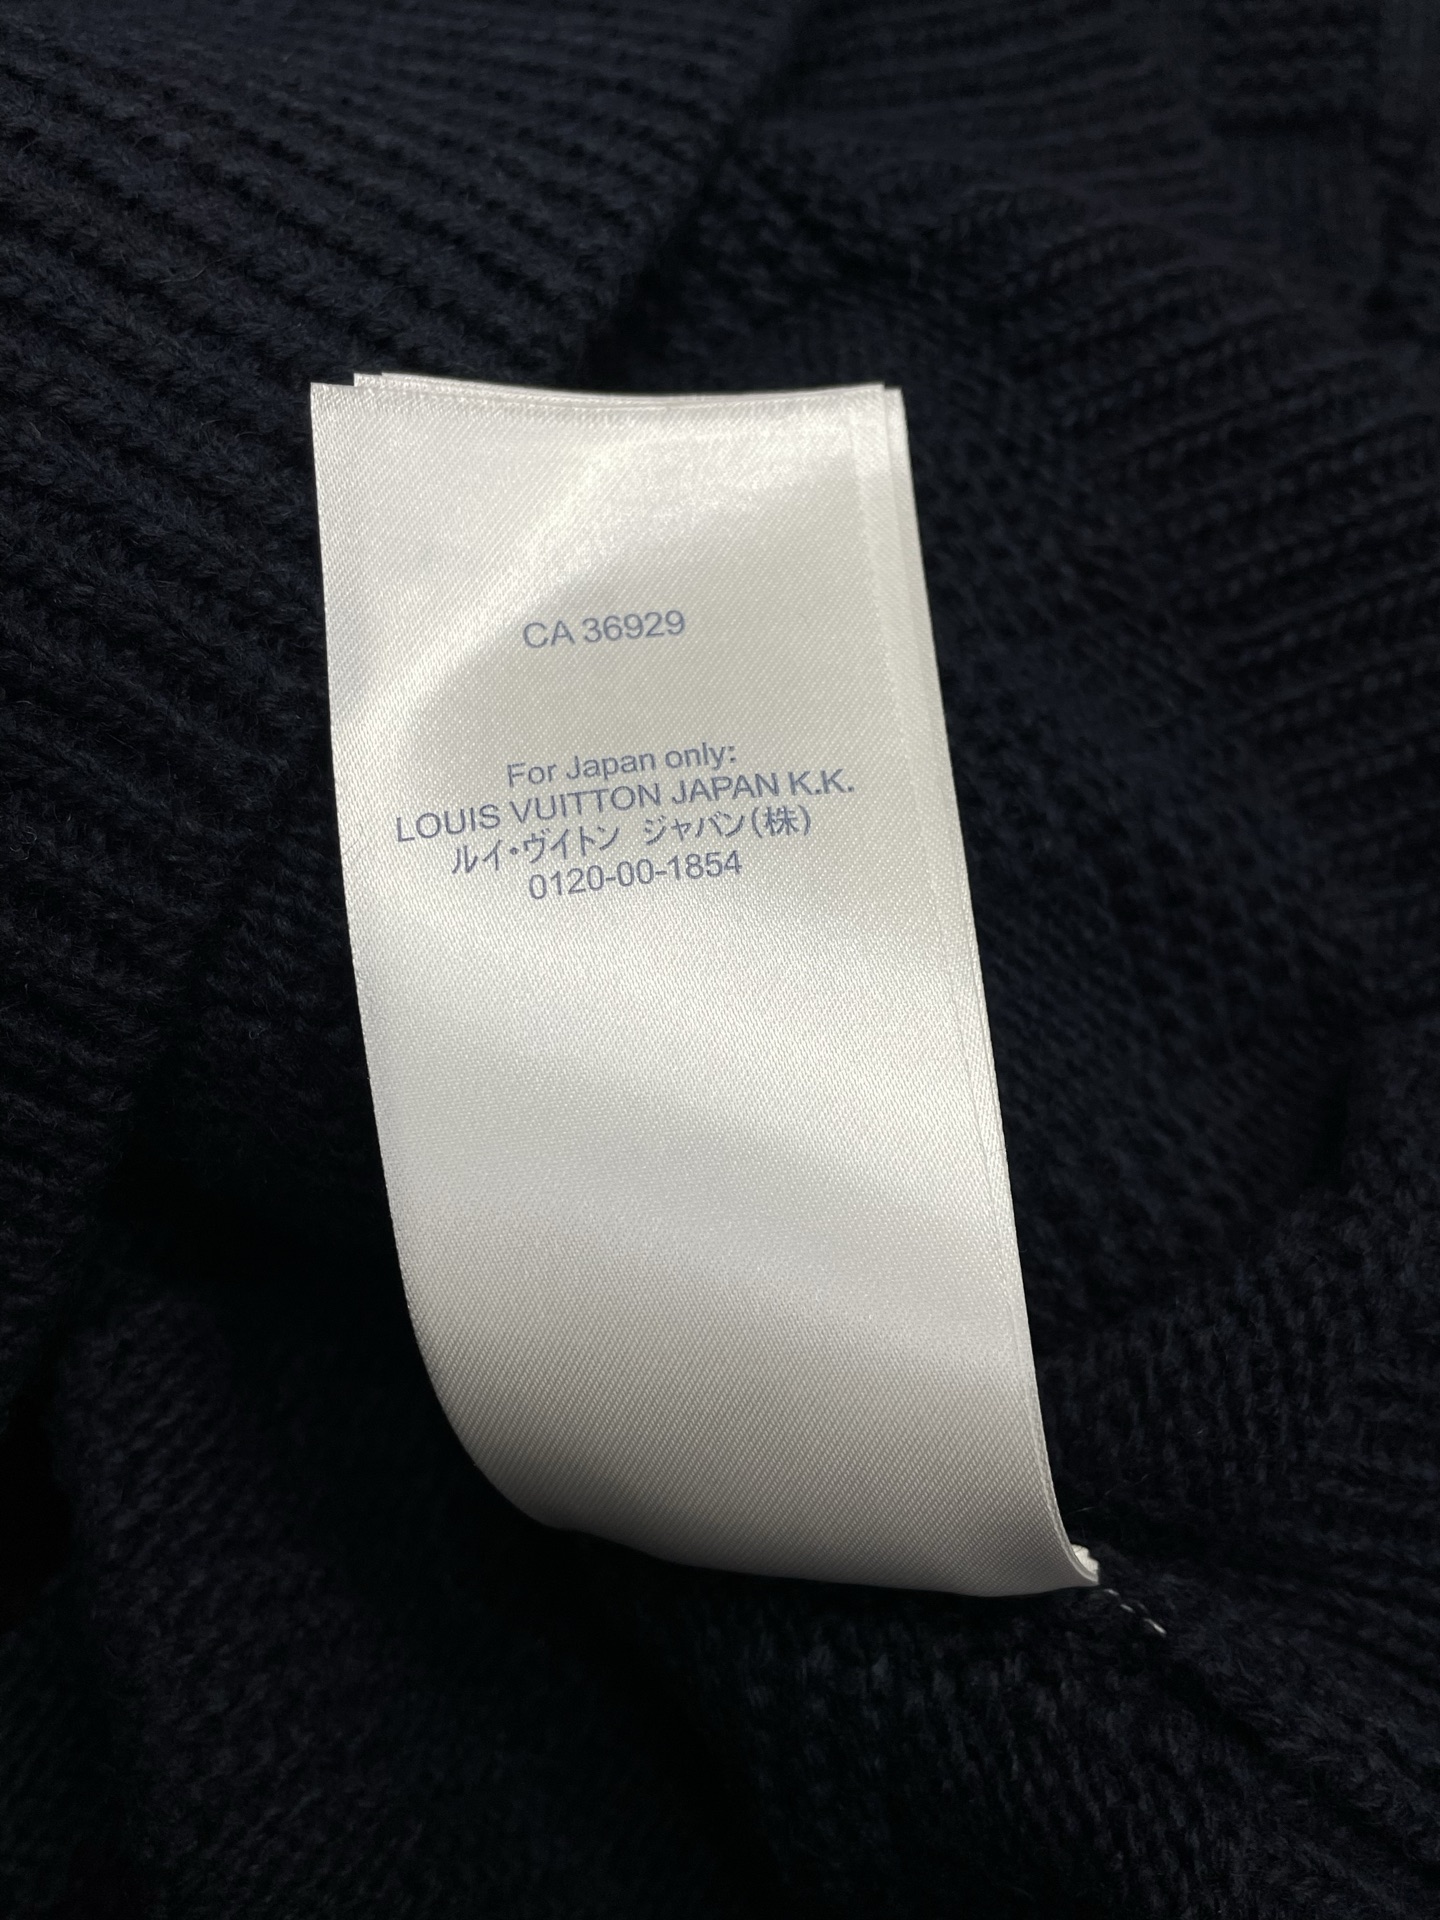 CA 36929
For Japan only:
LOUIS VUITTON JAPAN K.K.
ルイ・ヴイトン ジャパン(株)
0120-00-1854